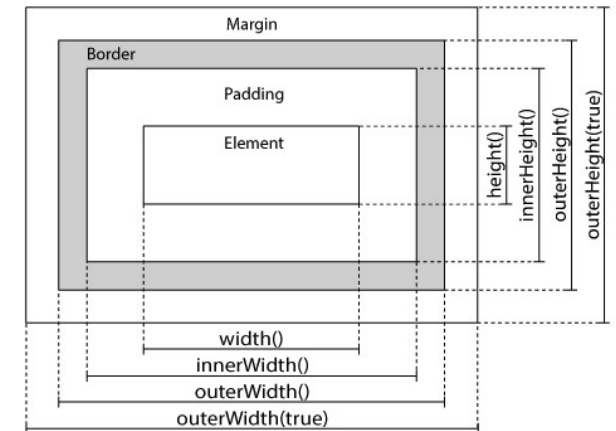 Margin
Border
Padding
Element
height()
innerHeight()
outerHeight()
outerHeight(true)
width()
innerWidth()
outerWidth()
outerWidth(true)